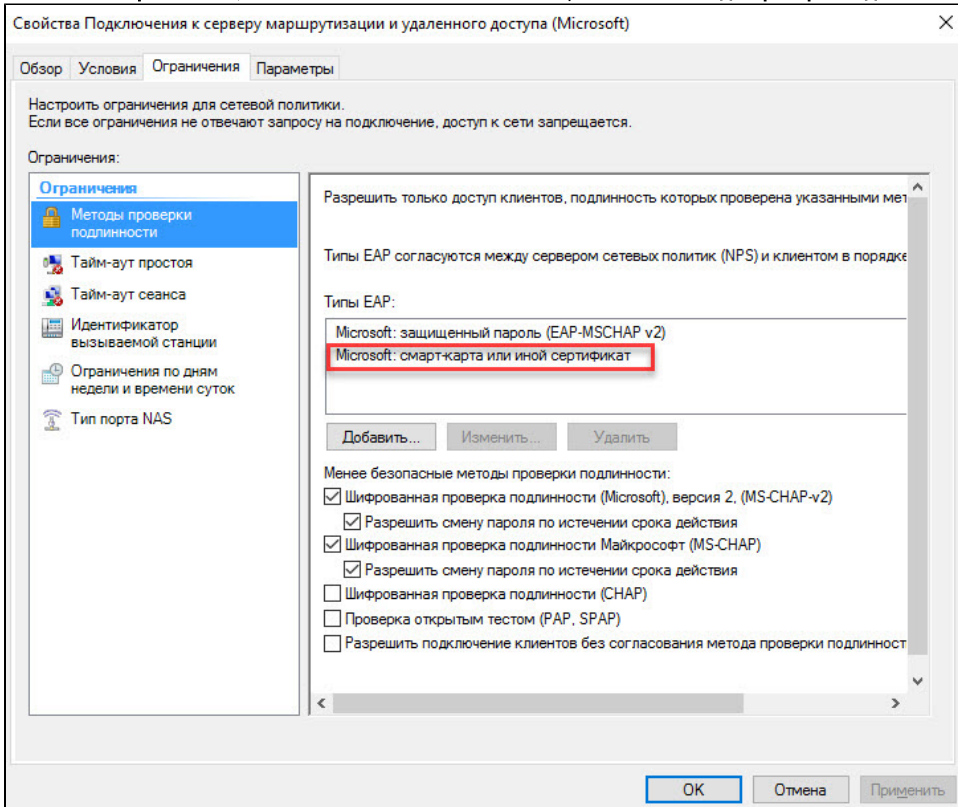 Свойства Подключения к серверу маршрутизации и удаленного доступа (Microsoft)
Обзор Условия Ограничения Параметры
Настроить ограничения для сетевой политики.
Если все ограничения не отвечают запросу на подключение, доступ к сети запрещается.
Ограничения:
Ограничения
Методы проверки
подлинности
Тайм-аут простоя
Тайм-аут сеанса
Идентификатор
вызываемой станции
Ограничения по дням
недели и времени суток
Тип порта NAS
Разрешить только доступ клиентов, подлинность которых проверена указанными мет
Типы EAP согласуются между сервером сетевых политик (NPS) и клиентом в порядке
Типы EAP:
Microsoft: защищенный пароль (EAP-MSCHAP v2)
Microsoft: смарт-карта или иной сертификат
Добавить... Изменить... Удалить
Менее безопасные методы проверки подлинности:
Шифрованная проверка подлинности (Microsoft), версия 2, (MS-CHAP-v2)
Разрешить смену пароля по истечении срока действия
Шифрованная проверка подлинности Майкрософт (MS-CHAP)
Разрешить смену пароля по истечении срока действия
Шифрованная проверка подлинности (CHAP)
Проверка открытым тестом (PAP, SPAP)
Разрешить подключение клиентов без согласования метода проверки подлинност
OK Отмена Применить